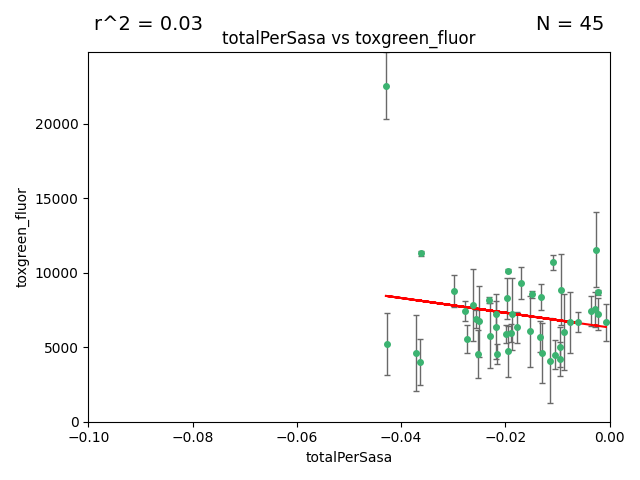 r^2 = 0.03
N = 45
totalPerSasa vs toxgreen_fluor
20000
15000
10000
5000
0
toxgreen_fluor
−0.10
−0.08
−0.06
−0.04
−0.02
0.00
totalPerSasa